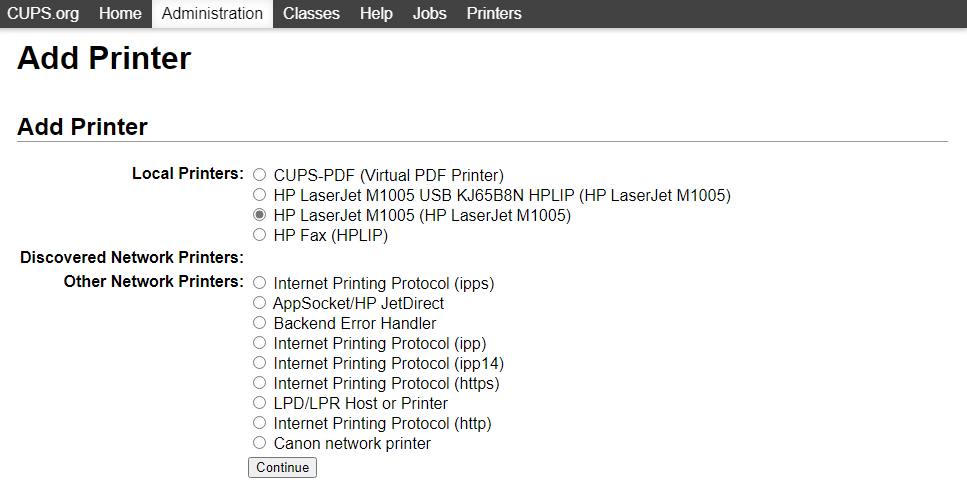 CUPS.org Home Administration Classes Help Jobs Printers
Add Printer
Add Printer
Local Printers: CUPS-PDF (Virtual PDF Printer)
HP LaserJet M1005 USB KJ65B8N HPLIP (HP LaserJet M1005)
HP LaserJet M1005 (HP LaserJet M1005)
HP Fax (HPLIP)
Discovered Network Printers:
Other Network Printers: Internet Printing Protocol (ipps)
AppSocket/HP JetDirect
Backend Error Handler
Internet Printing Protocol (ipp)
Internet Printing Protocol (ipp14)
Internet Printing Protocol (https)
LPD/LPR Host or Printer
Internet Printing Protocol (http)
Canon network printer
Continue